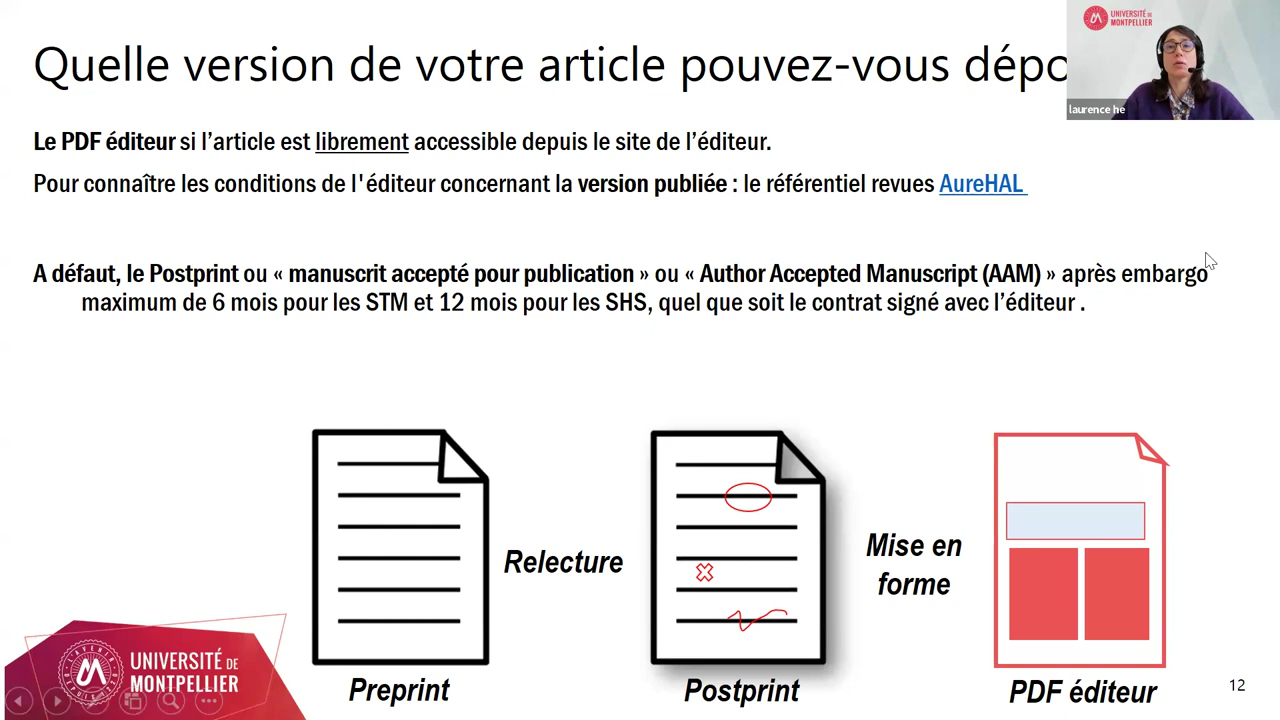 Quelle version de votre article pouvez-vous dépo
UNIVERSITÉ DE
MONTPELLIER
laurence he
Le PDF éditeur si l’article est librement accessible depuis le site de l’éditeur.
Pour connaître les conditions de l'éditeur concernant la version publiée : le référentiel revues AureHAL
A défaut, le Postprint ou « manuscrit accepté pour publication » ou « Author Accepted Manuscript (AAM) » après embargo
maximum de 6 mois pour les STM et 12 mois pour les SHS, quel que soit le contrat signé avec l’éditeur .
Relecture
Mise en
forme
Preprint
Postprint
PDF éditeur
UNIVERSITÉ DE
MONTPELLIER
12